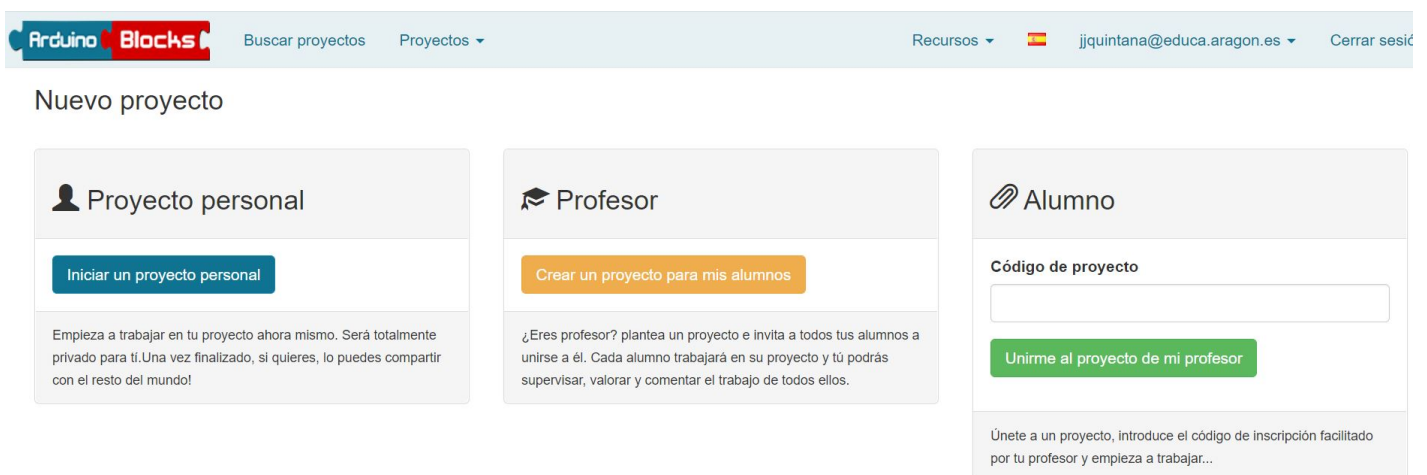 Arduino Blocks Buscar proyectos Proyectos Recursos jjquintana@educa.aragon.es Cerrar sesió
Nuevo proyecto
Proyecto personal
Iniciar un proyecto personal
Empieza a trabajar en tu proyecto ahora mismo. Será totalmente
privado para tí.Una vez finalizado, si quieres, lo puedes compartir
con el resto del mundo!
Profesor
Crear un proyecto para mis alumnos
¿Eres profesor? plantea un proyecto e invita a todos tus alumnos a
unirse a él. Cada alumno trabajará en su proyecto y tú podrás
supervisar, valorar y comentar el trabajo de todos ellos.
Alumno
Código de proyecto
Unirme al proyecto de mi profesor
Únete a un proyecto, introduce el código de inscripción facilitado
por tu profesor y empieza a trabajar...